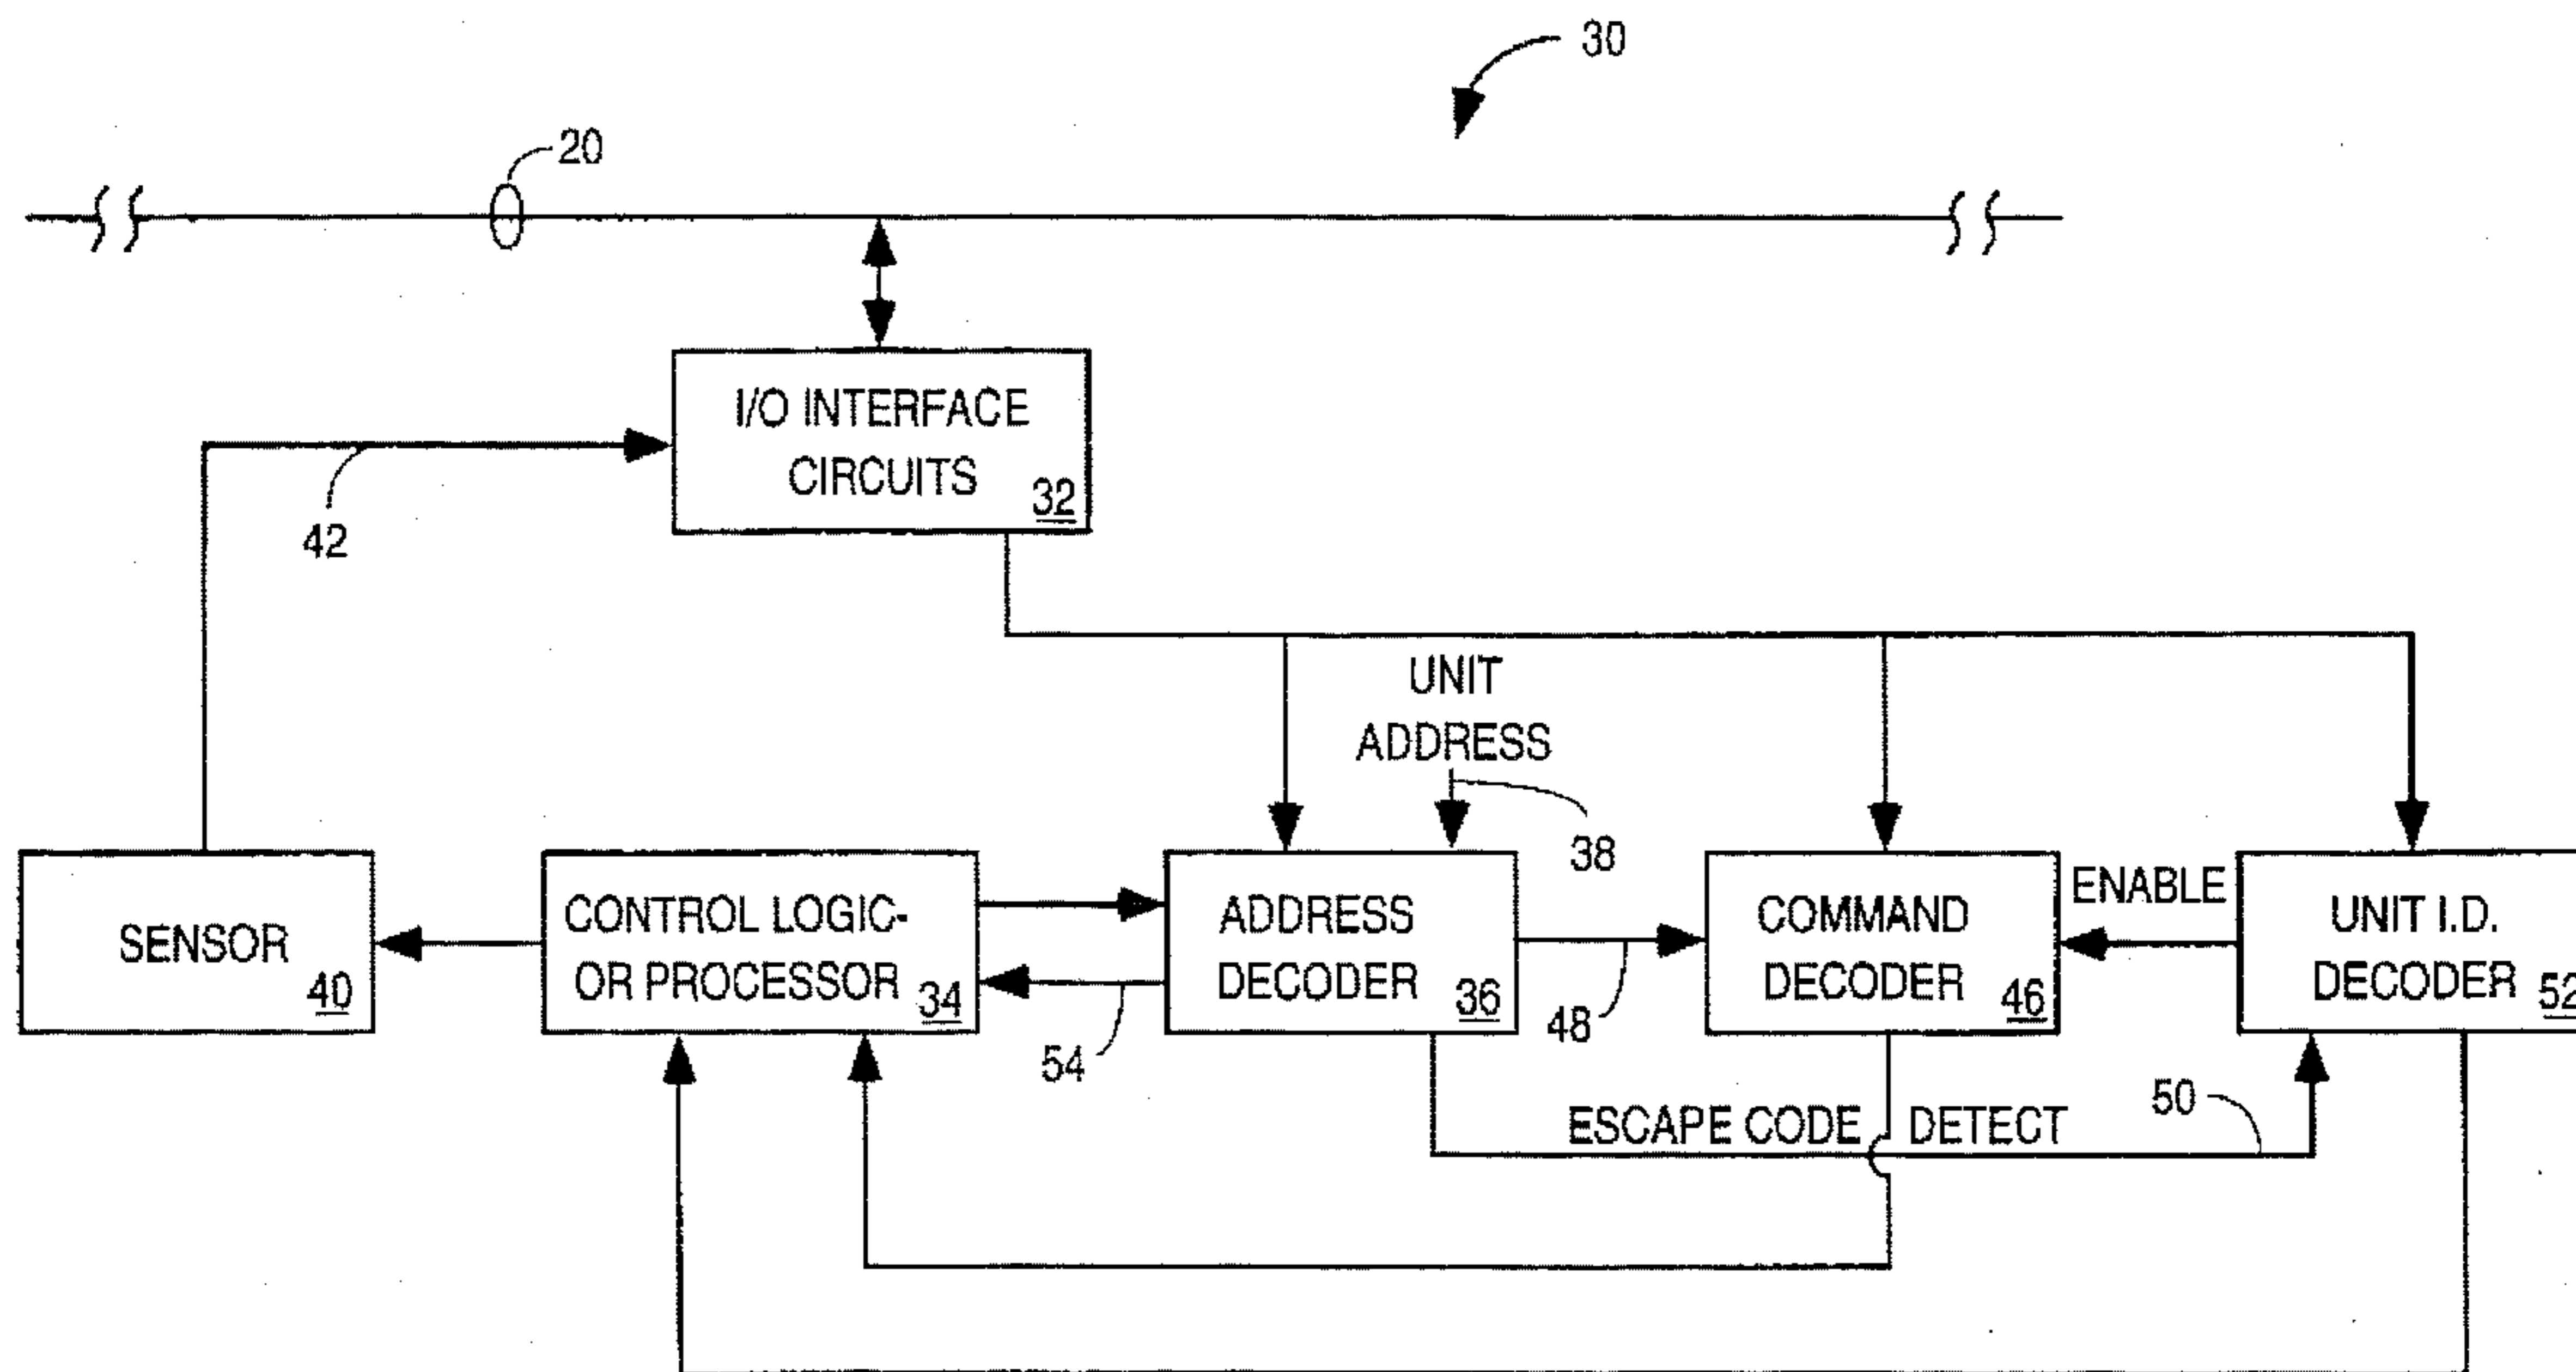 30
20
I/O INTERFACE
CIRCUITS
32
42
UNIT
ADDRESS
38
SENSOR
40
CONTROL LOGIC-
OR PROCESSOR
34
ADDRESS
DECODER
36
COMMAND
DECODER
46
ENABLE
UNIT I.D.
DECODER
52
54
48
ESCAPE CODE DETECT
50